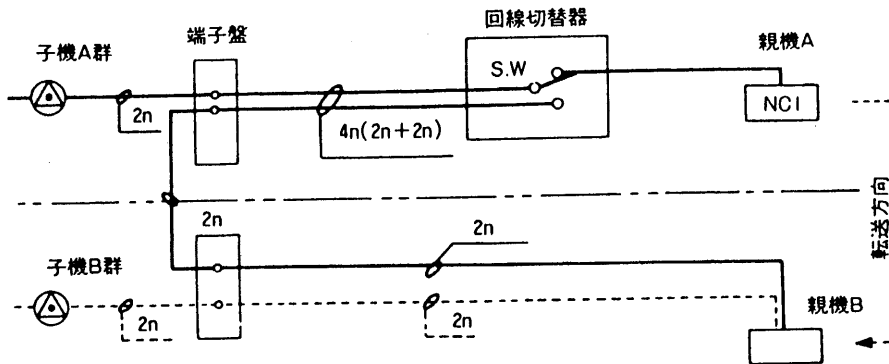 回線切替器
端子盤
子機A群
親機A
S.W
NCI
2n
4n(2n+2n)
転送方向
2n
2n
子機B群
親機B
2n
2n